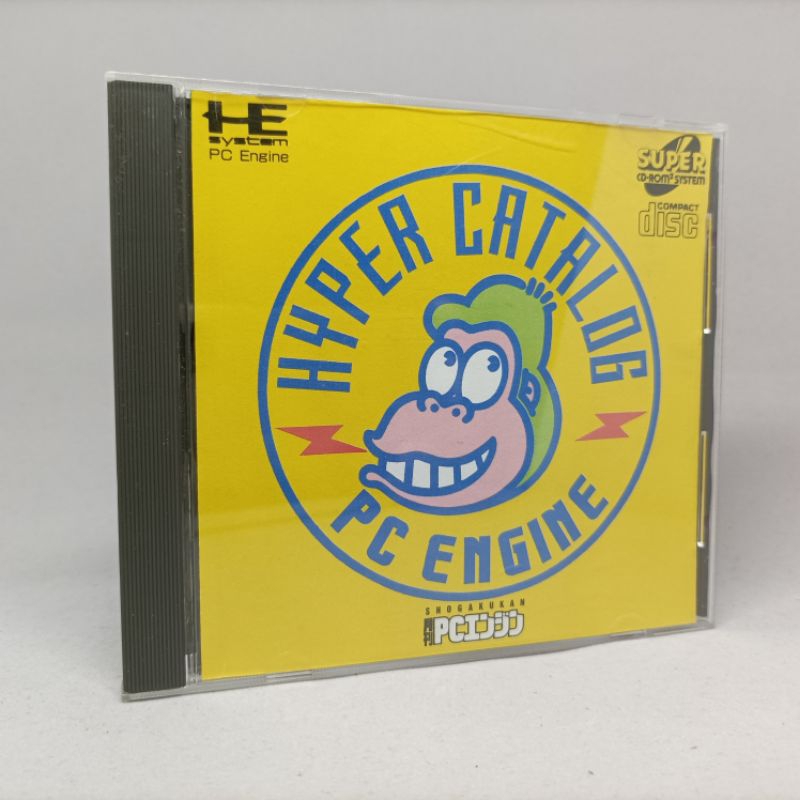 HE
system
PC Engine
SUPER
CD-ROM² SYSTEM
COMPACT
disc
HYPER CATALOG
PC ENGINE
SHOGAKUKAN
月刊PCエンジン